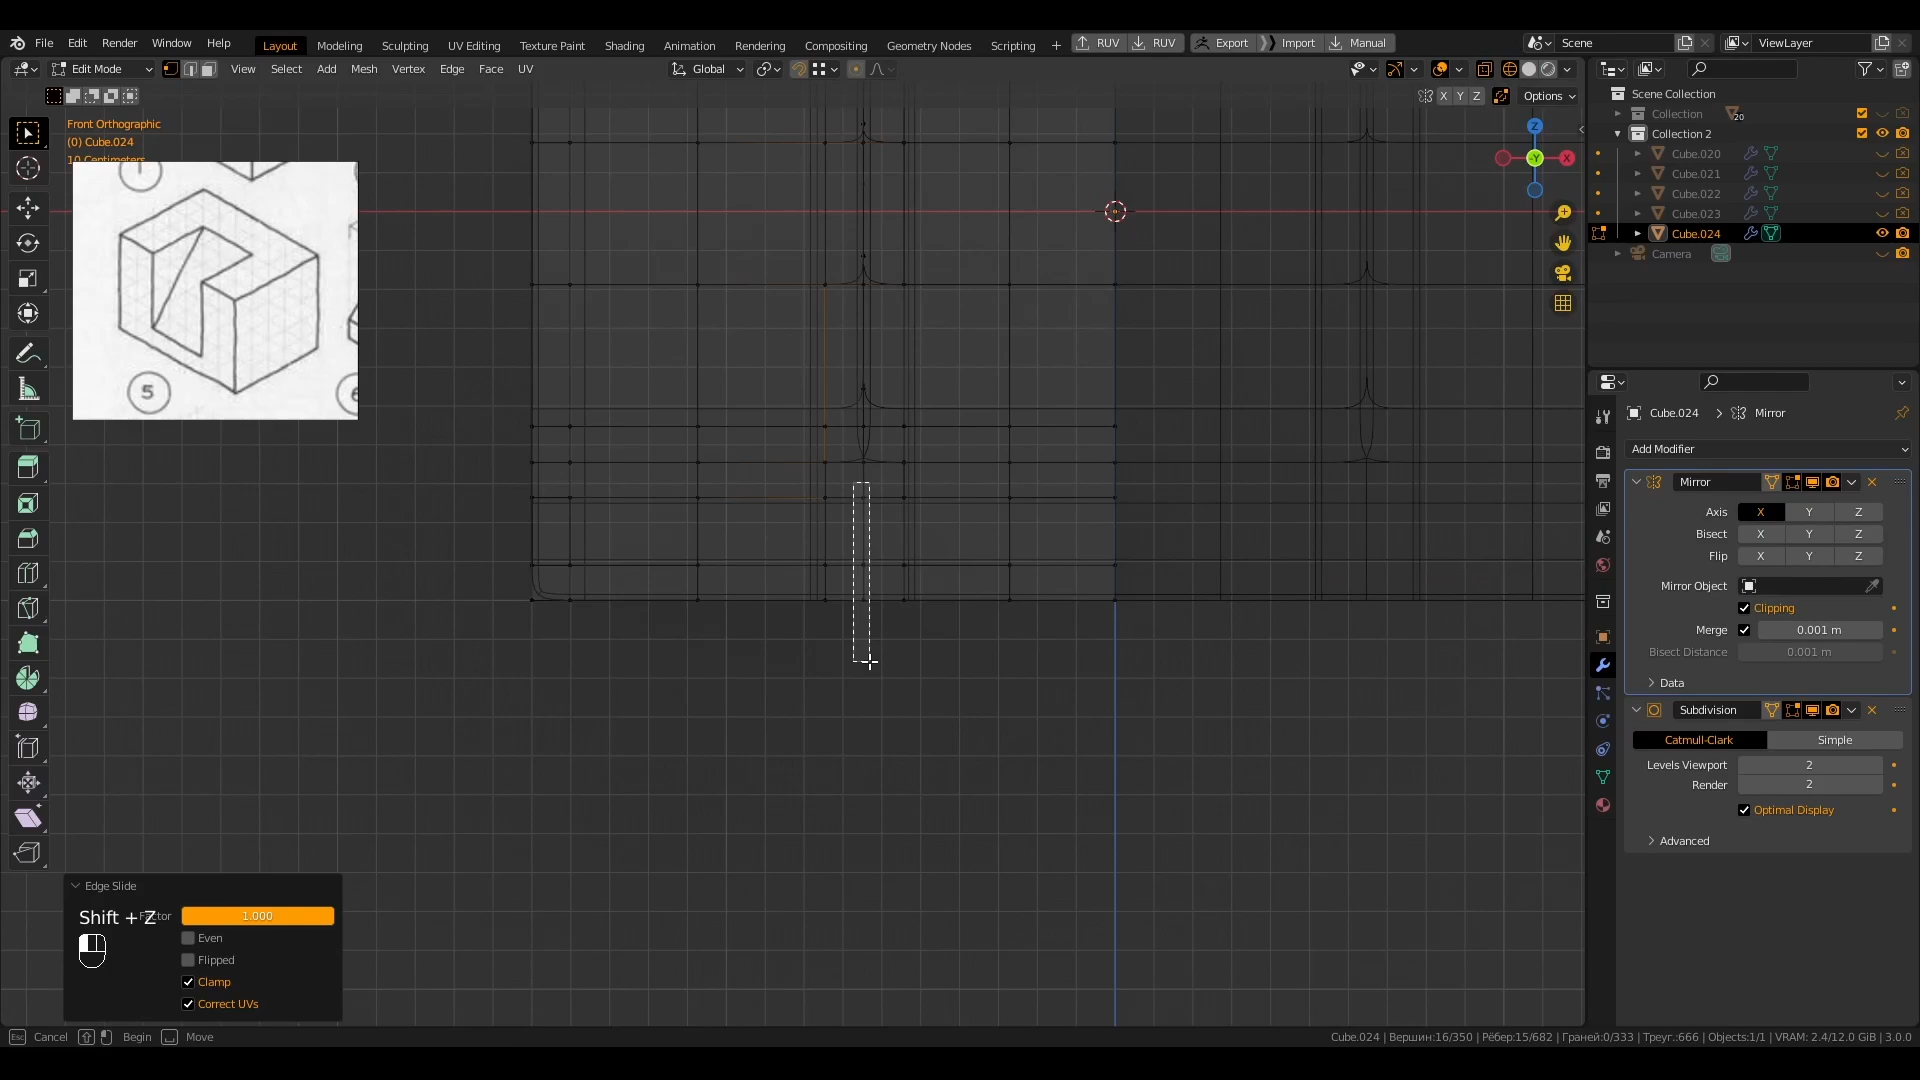 File Edit Render Window Help Layout Modeling Sculpting UV Editing Texture Paint Shading Animation Rendering Compositing Geometry Nodes Scripting + RUV RUV Export Import Manual Scene ViewLayer
Edit Mode View Select Add Mesh Vertex Edge Face UV Global
X Y Z Options
Front Orthographic
(0) Cube.024
10 Centimeters
5
Z
-Y
X
Scene Collection
Collection 20
Collection 2
Cube.020
Cube.021
Cube.022
Cube.023
Cube.024
Camera
Cube.024 > Mirror
Add Modifier
Mirror
Axis X Y Z
Bisect X Y Z
Flip X Y Z
Mirror Object
Clipping
Merge 0.001 m
Bisect Distance 0.001 m
Data
Subdivision
Catmull-Clark Simple
Levels Viewport 2
Render 2
Optimal Display
Advanced
Edge Slide
Shift + Z
1.000
Even
Flipped
Clamp
Correct UVs
Esc Cancel Begin Move Cube.024 | Вершин:16/350 | Рёбер:15/682 | Граней:0/333 | Треуг.:666 | Objects:1/1 | VRAM: 2.4/12.0 GiB | 3.0.0